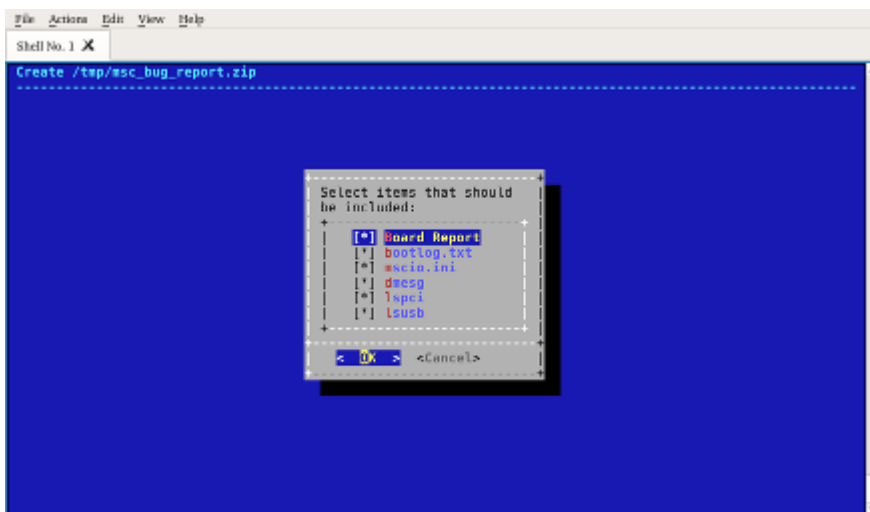 File Actions Edit View Help
Shell No. 1 X
Create /tmp/msc_bug_report.zip
Select items that should
be included:
[*] Board Report
[*] bootlog.txt
[*] mscio.ini
[*] dmesg
[*] lspci
[*] lsusb
< OK > <Cancel>